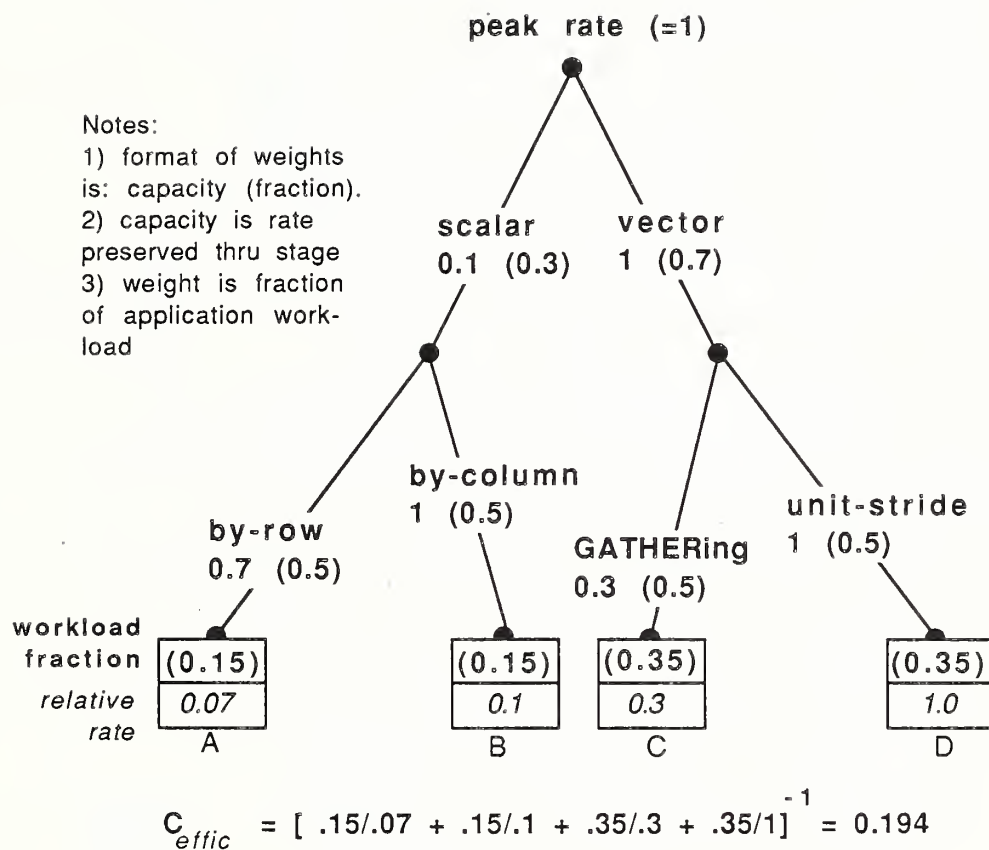 peak rate (=1)
Notes:
1) format of weights
is: capacity (fraction).
2) capacity is rate
preserved thru stage
3) weight is fraction
of application work-
load
scalar
0.1 (0.3)
vector
1 (0.7)
by-row
0.7 (0.5)
by-column
1 (0.5)
GATHERing
0.3 (0.5)
unit-stride
1 (0.5)
workload
fraction
(0.15) (0.15) (0.35) (0.35)
relative
rate
0.07 0.1 0.3 1.0
A B C D
C effic = [ .15/.07 + .15/.1 + .35/.3 + .35/1] -1 = 0.194